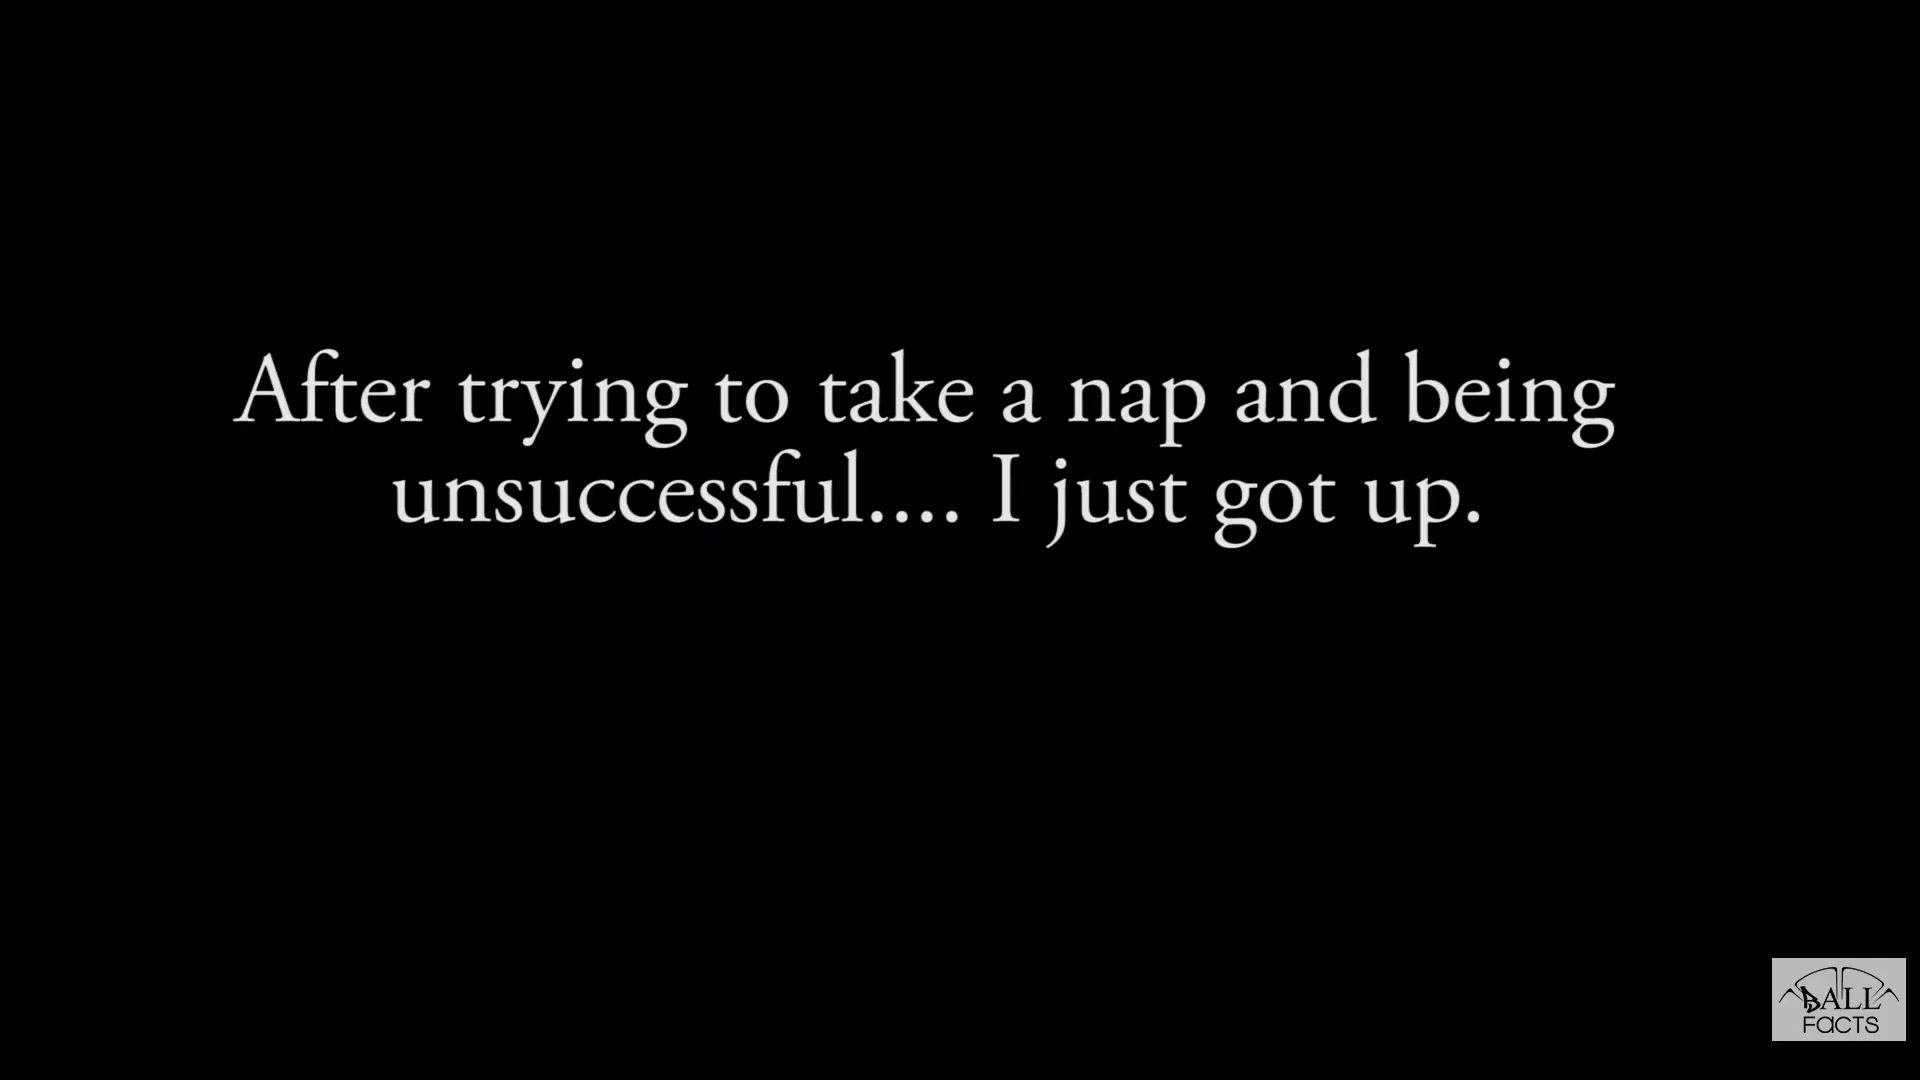 After trying to take a nap and being
unsuccessful.... I just got up.
BALL
FACTS